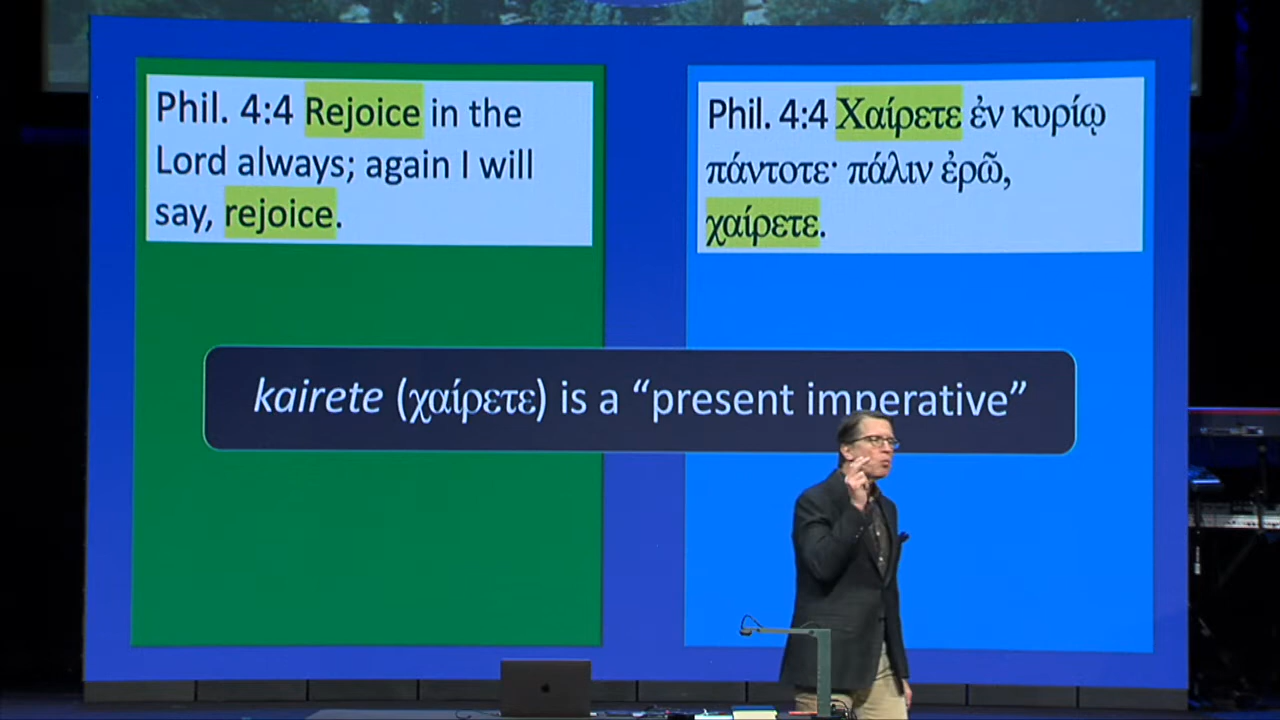 Phil. 4:4 Rejoice in the
Lord always; again I will
say, rejoice.
Phil. 4:4 Χαίρετε ἐν κυρίῳ
πάντοτε· πάλιν ἐρῶ,
χαίρετε.
kairete (χαίρετε) is a “present imperative”